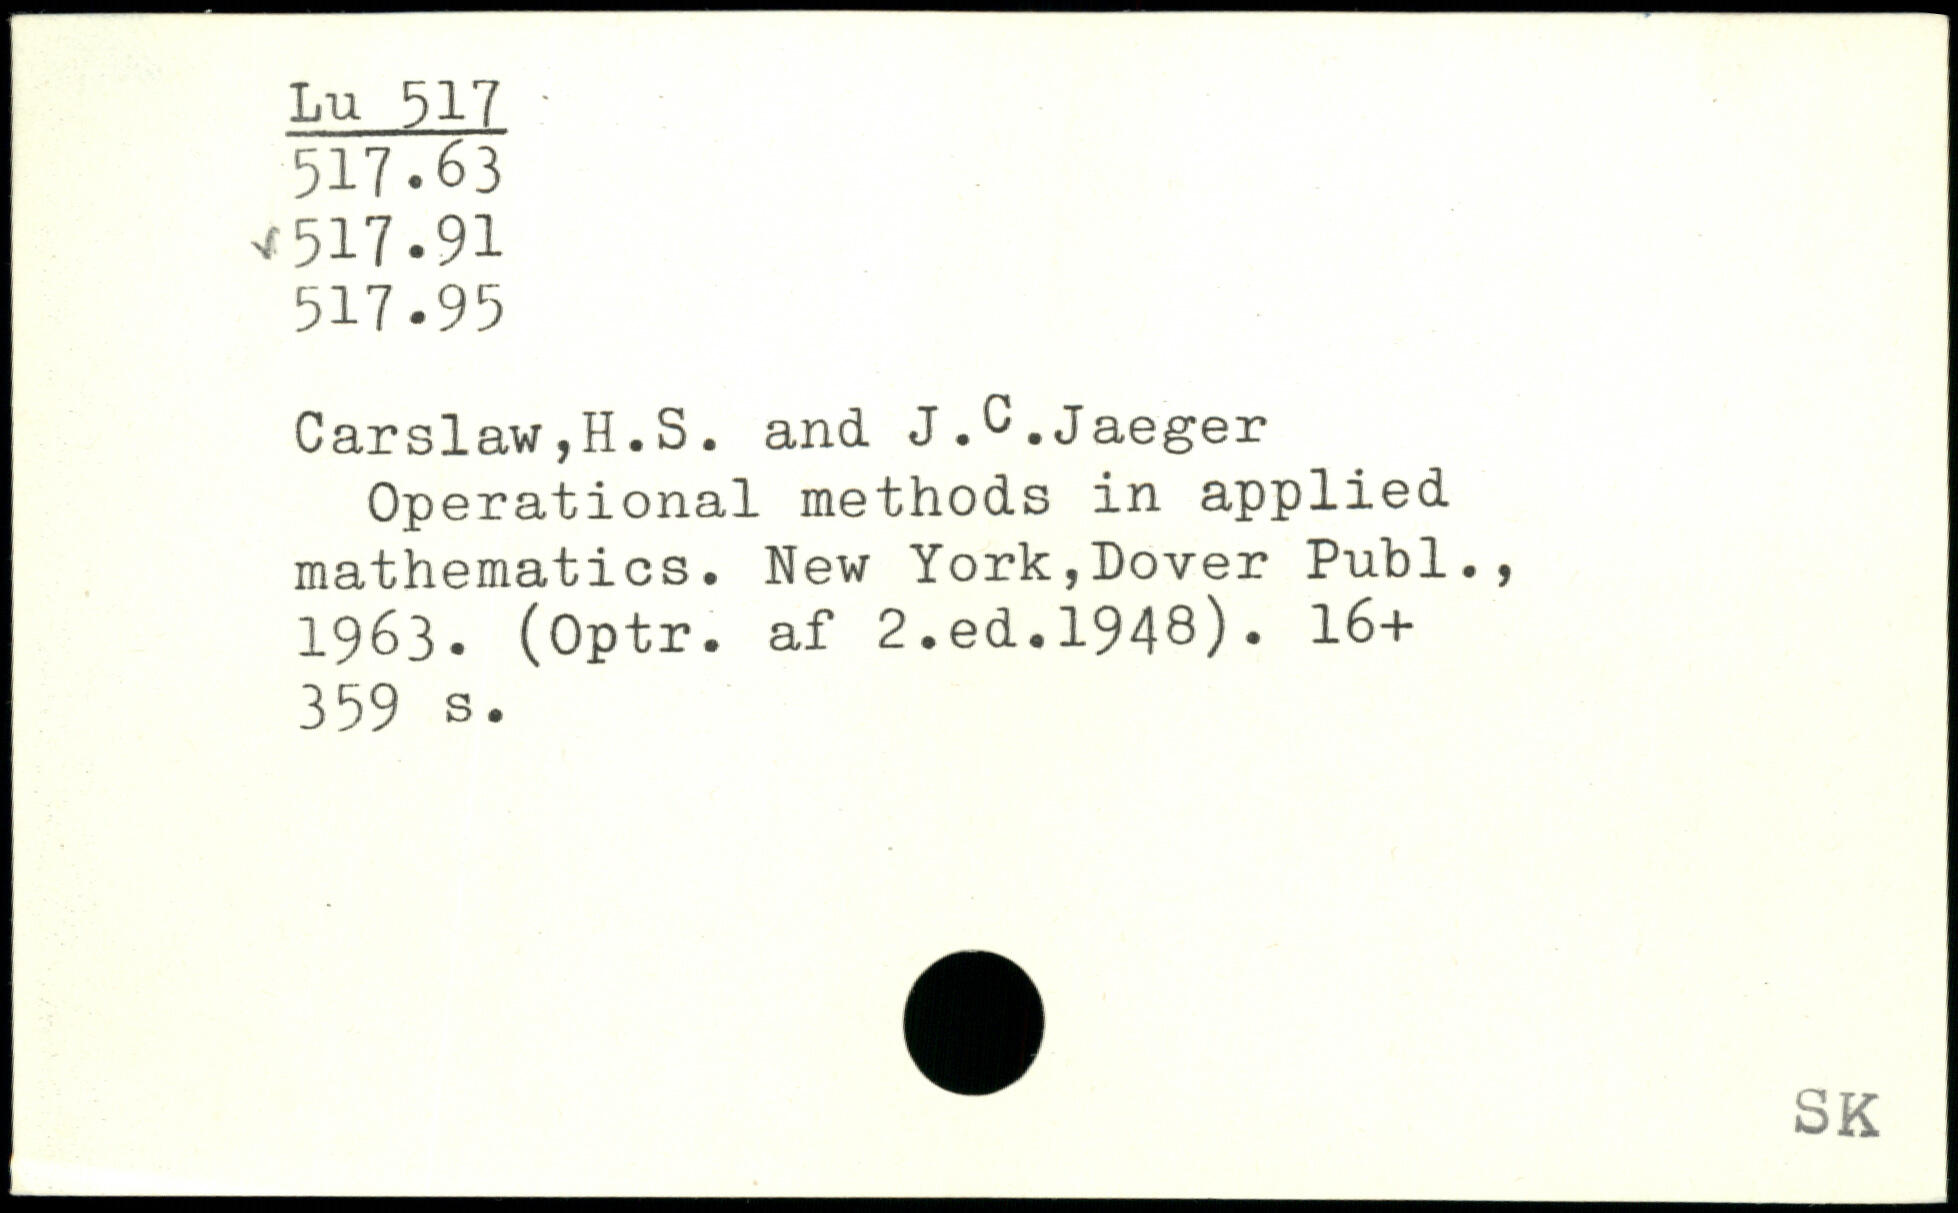 Lu 517
517.63
✓517.91
517.95
Carslaw,H.S. and J.C.Jaeger
Operational methods in applied
mathematics. New York,Dover Publ.,
1963. (Optr. af 2.ed.1948). 16+
359 s.
SK